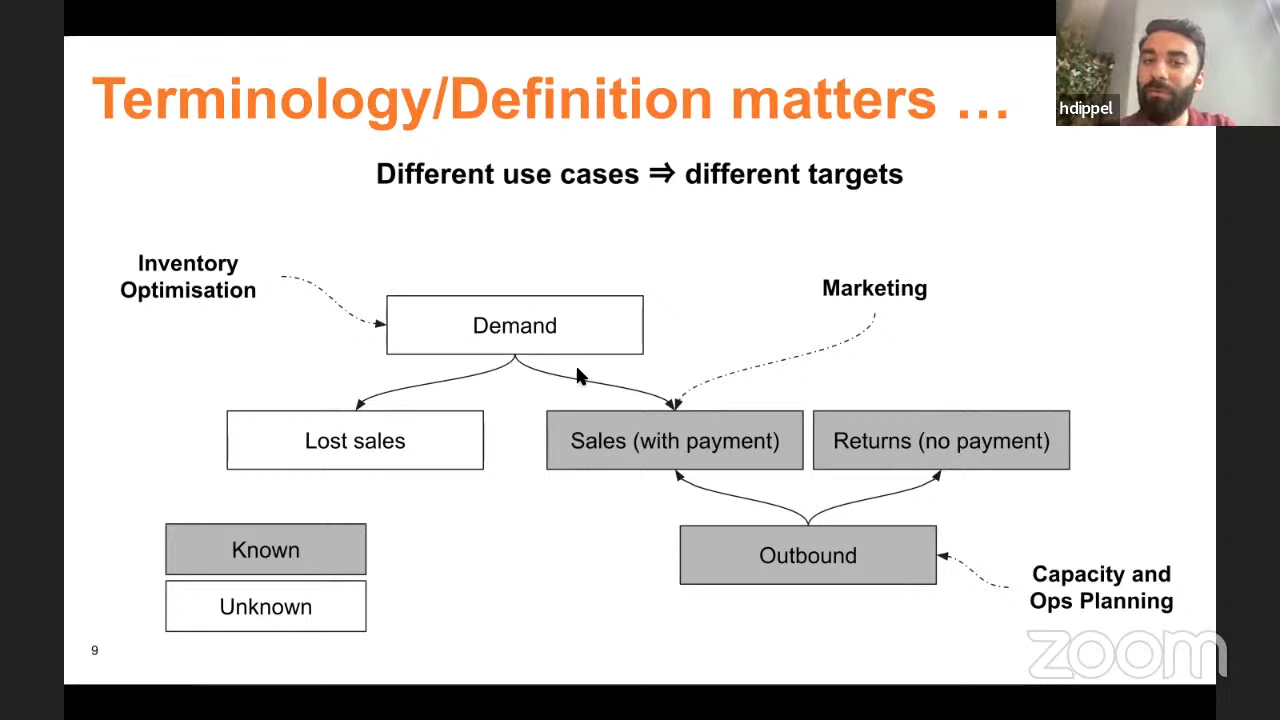 Terminology/Definition matters …
hdippel
Different use cases ⇒ different targets
Inventory
Optimisation
Marketing
Demand
Lost sales
Sales (with payment)
Returns (no payment)
Known
Outbound
Unknown
Capacity and
Ops Planning
9
zoom